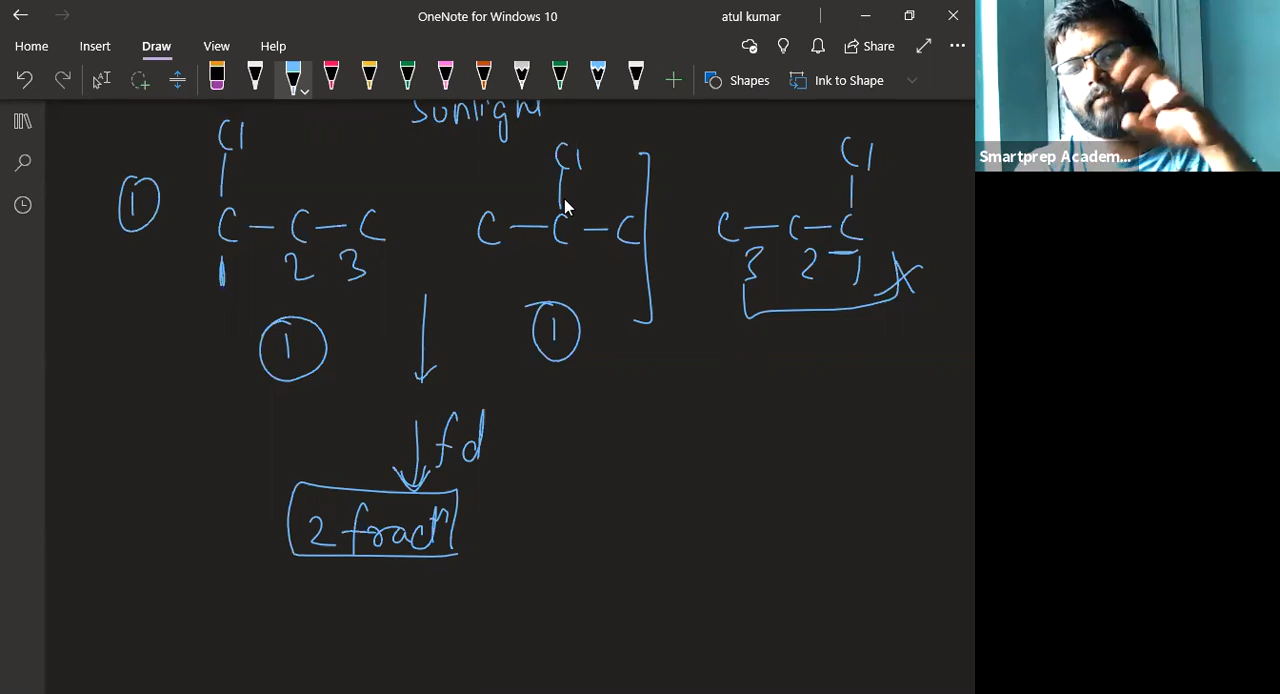 OneNote for Windows 10
atul kumar
Home Insert Draw View Help
Share
Shapes
Ink to Shape
Smartprep Academ...
Sunlight
Cl
Cl
Cl
1
C — C — C
C — C — C
C — C — C
1 2 3
3 2 1
1
1
fd
2 fractn